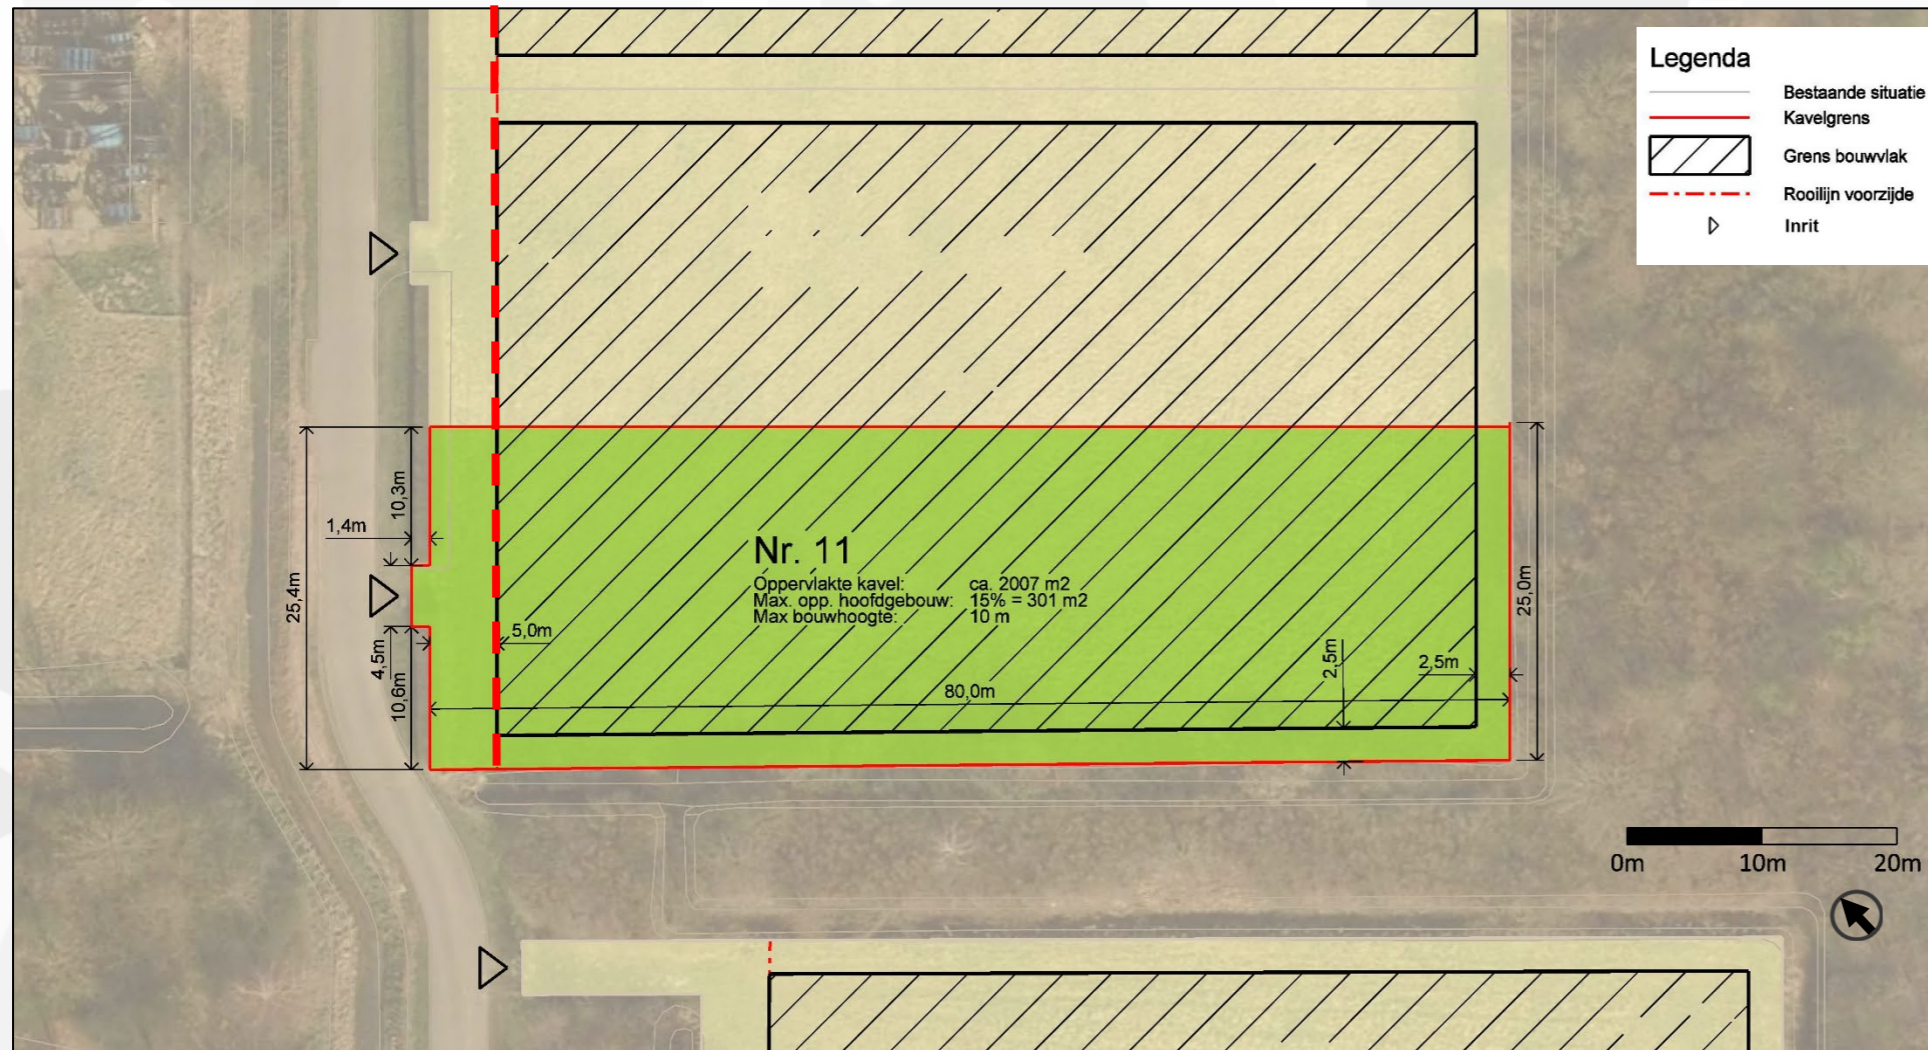 Legenda
Bestaande situatie
Kavelgrens
Grens bouwvlak
Rooilijn voorzijde
Inrit
10,3m
1,4m
25,4m
4,5m
10,6m
5,0m
Nr. 11
Oppervlakte kavel: ca. 2007 m2
Max. opp. hoofdgebouw: 15% = 301 m2
Max bouwhoogte: 10 m
80,0m
2,5m
2,5m
25,0m
0m 10m 20m